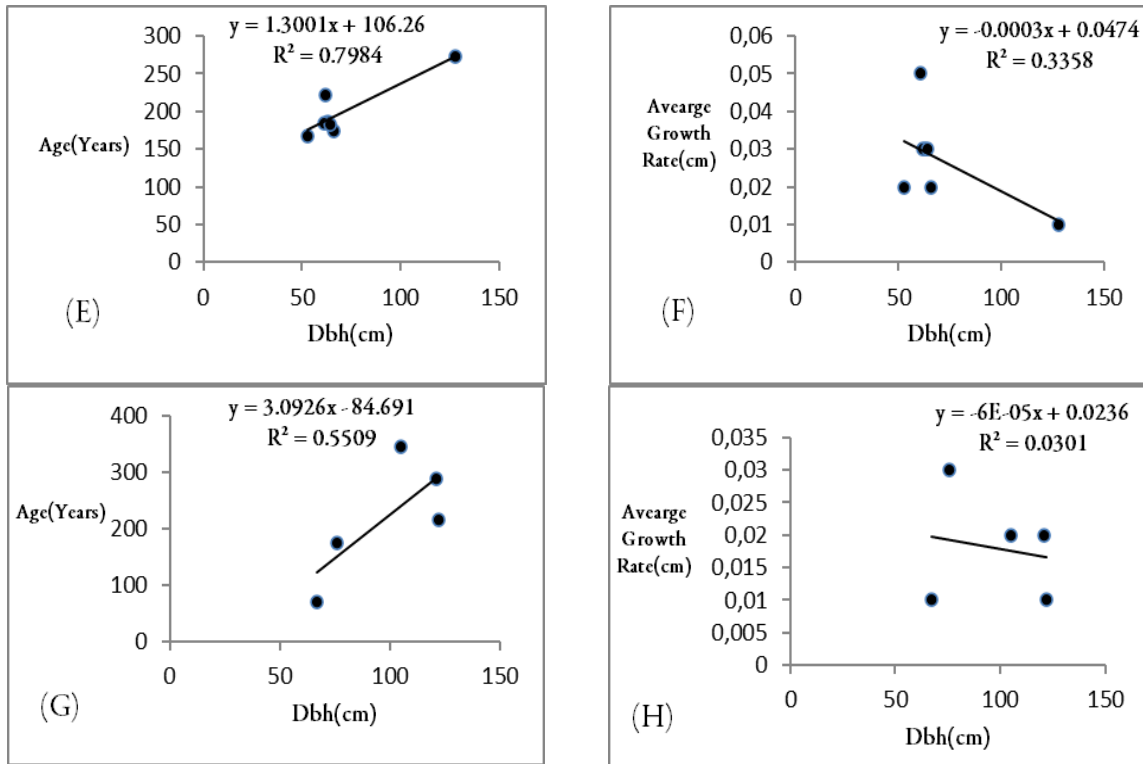 y = 1.3001x + 106.26
R² = 0.7984
300
250
200
150
100
50
0
Age(Years)
0 50 100 150
Dbh(cm)
(E)
y = -0.0003x + 0.0474
R² = 0.3358
0,06
0,05
0,04
0,03
0,02
0,01
0
Avearge
Growth
Rate(cm)
0 50 100 150
Dbh(cm)
(F)
y = 3.0926x - 84.691
R² = 0.5509
400
300
200
100
0
Age(Years)
0 50 100 150
Dbh(cm)
(G)
y = -6E-05x + 0.0236
R² = 0.0301
0,035
0,03
0,025
0,02
0,015
0,01
0,005
0
Avearge
Growth
Rate(cm)
0 50 100 150
Dbh(cm)
(H)